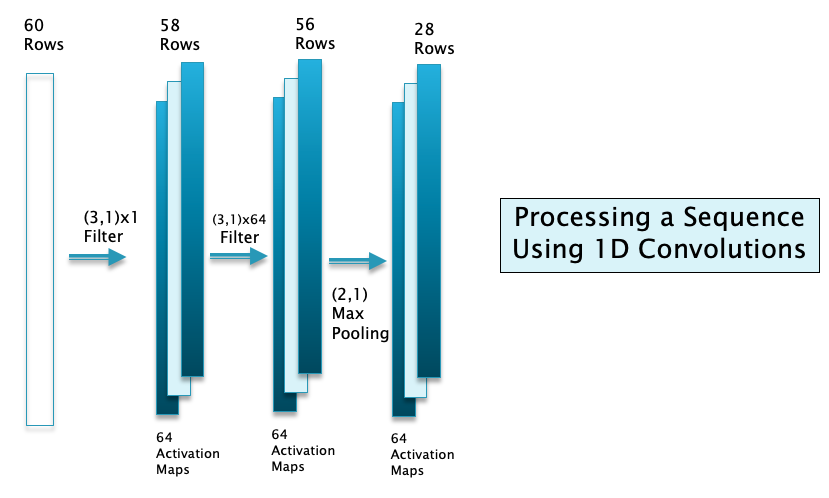 60
Rows
58
Rows
56
Rows
28
Rows
(3,1)x1
Filter
(3,1)x64
Filter
(2,1)
Max
Pooling
Processing a Sequence
Using 1D Convolutions
64
Activation
Maps
64
Activation
Maps
64
Activation
Maps